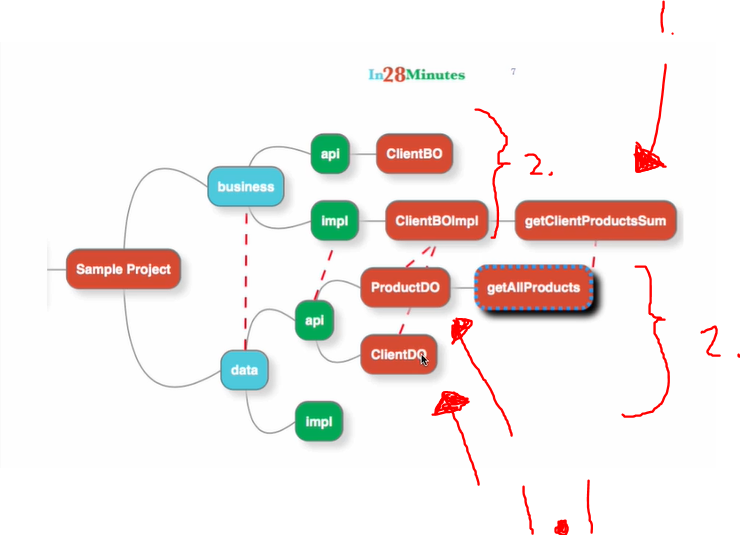 1.
In28Minutes 7
api ClientBO
2.
business
impl ClientBOImpl getClientProductsSum
Sample Project
ProductDO getAllProducts
api
2.
ClientDO
data
impl
1.1